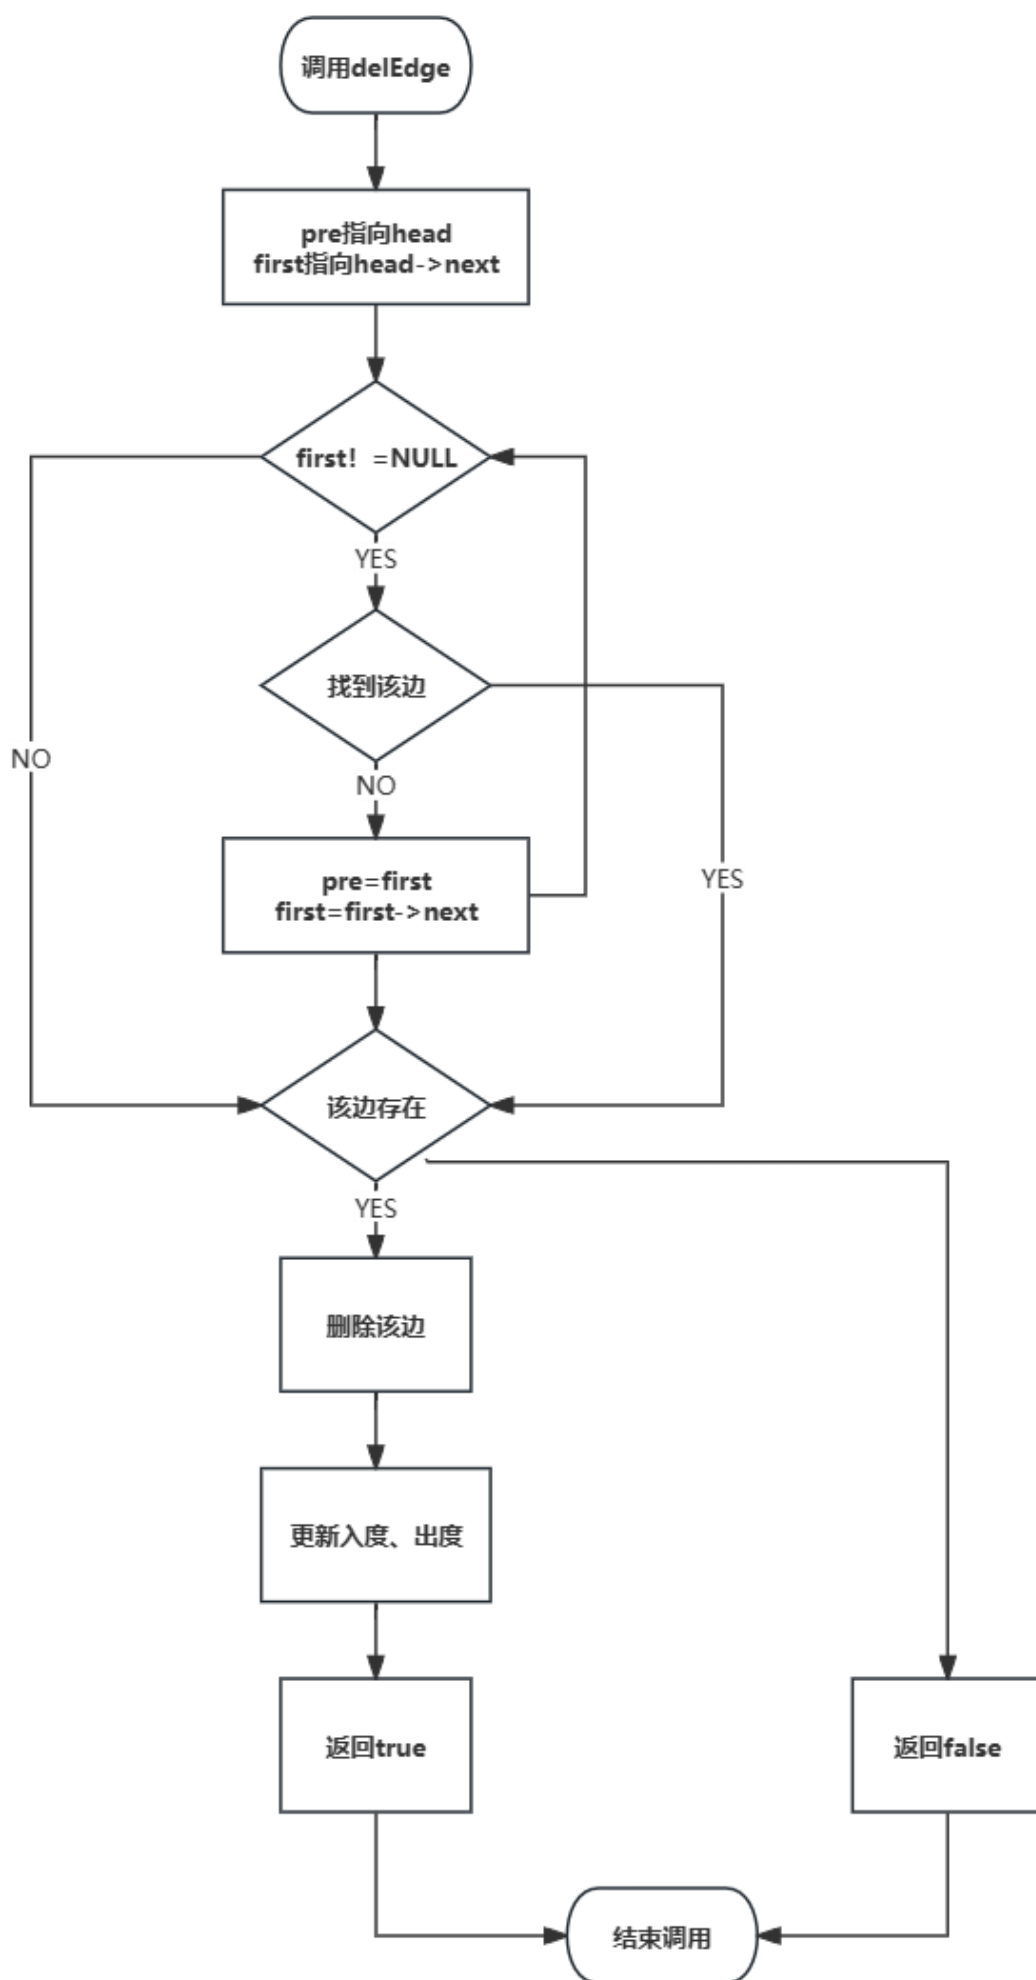 调用delEdge
pre指向head
first指向head->next
first！=NULL
YES
找到该边
NO
NO
pre=first
first=first->next
YES
该边存在
YES
删除该边
更新入度、出度
返回true
返回false
结束调用